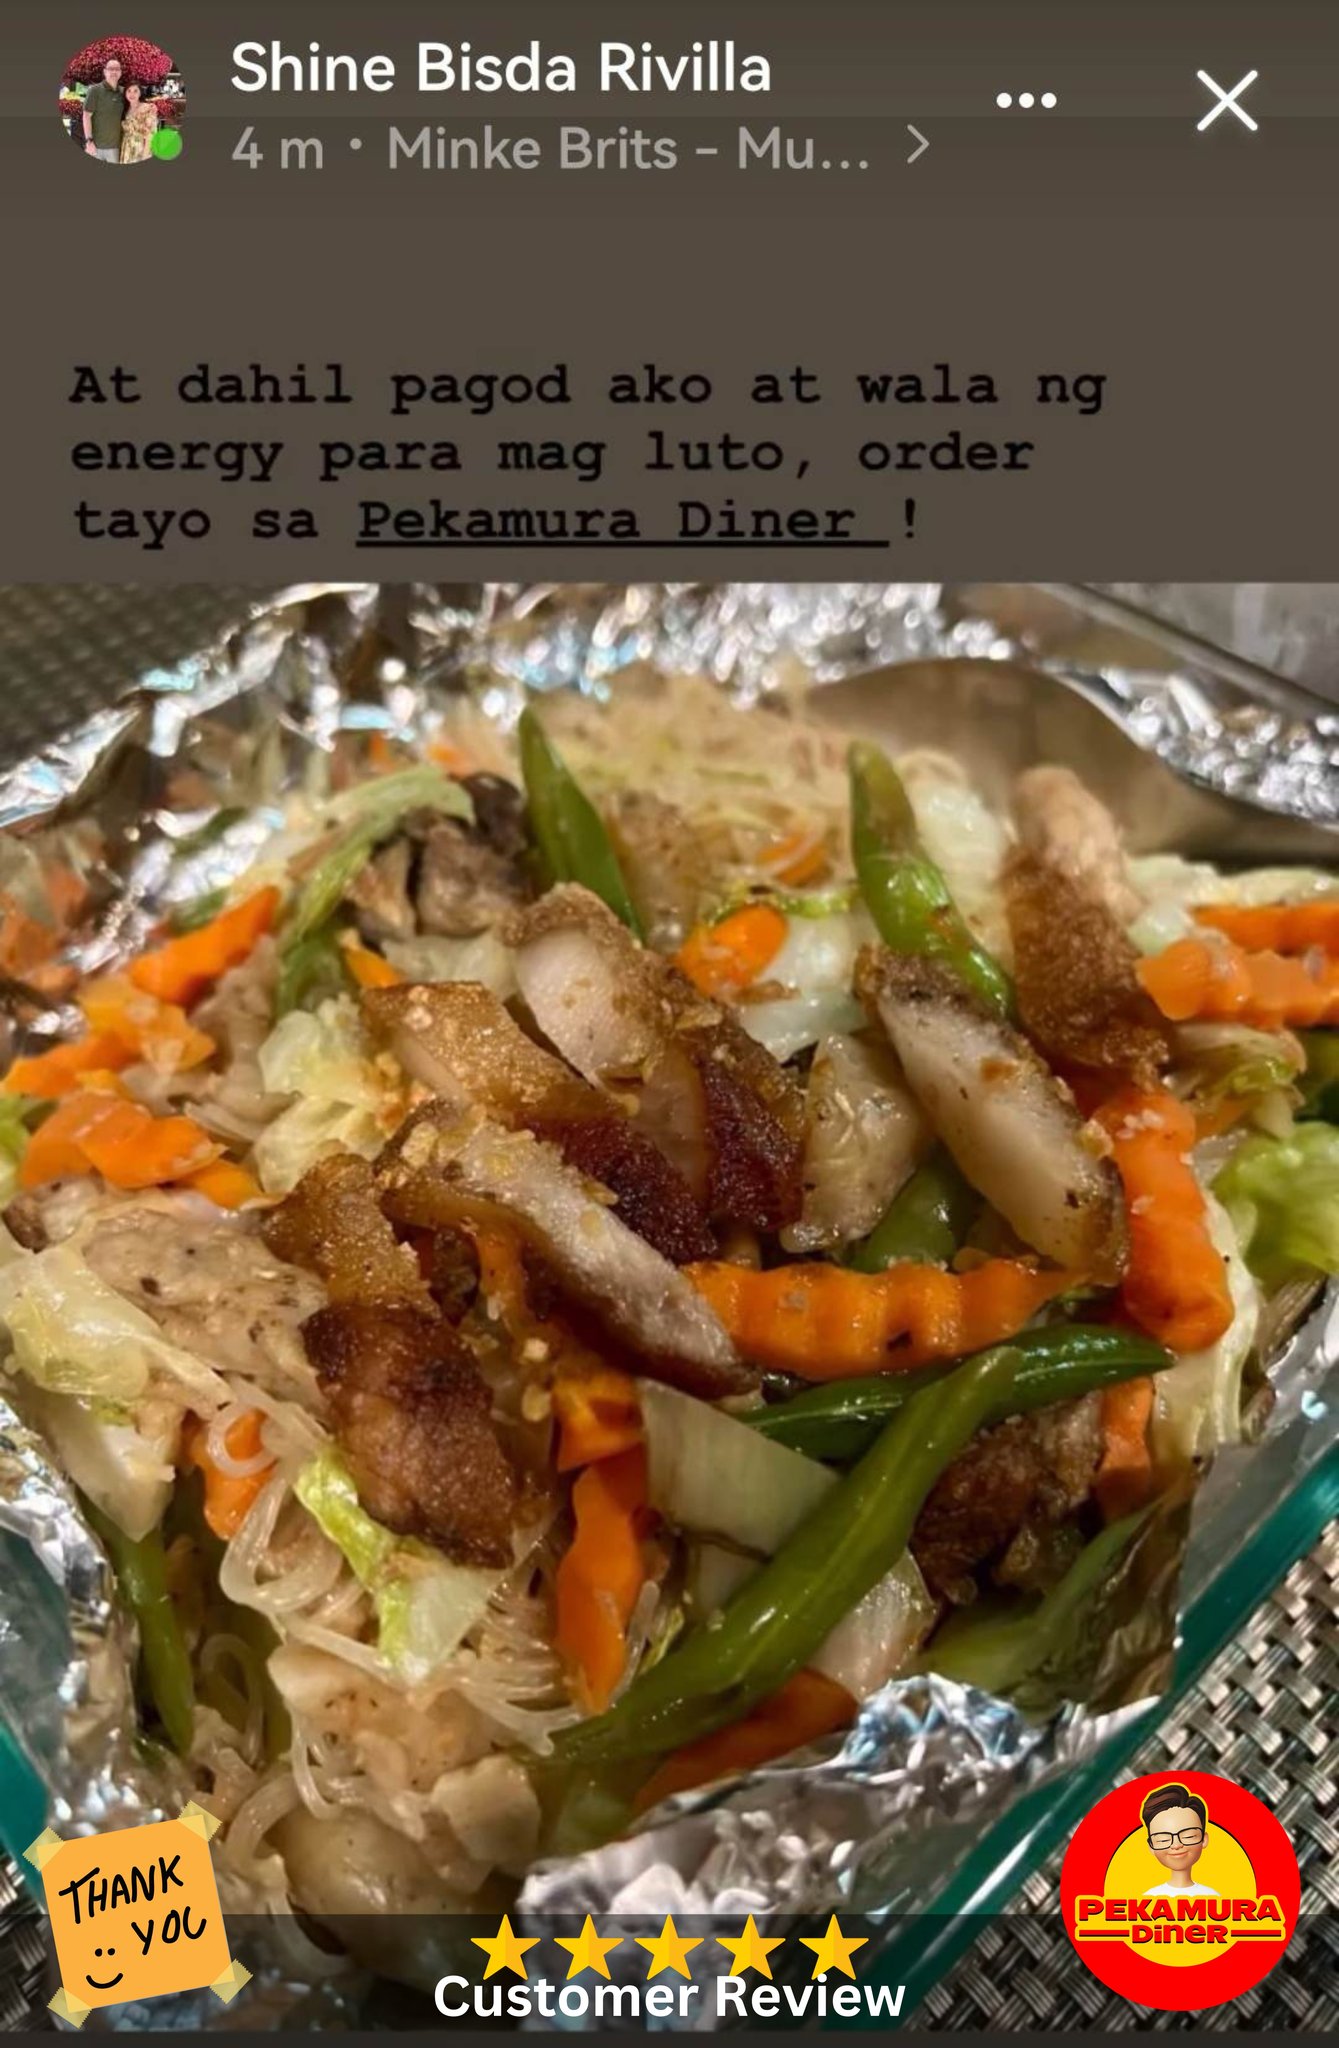 Shine Bisda Rivilla
4 m · Minke Brits - Mu...
At dahil pagod ako at wala ng
energy para mag luto, order
tayo sa Pekamura Diner !
THANK
YOU
PEKAMURA
Diner
Customer Review